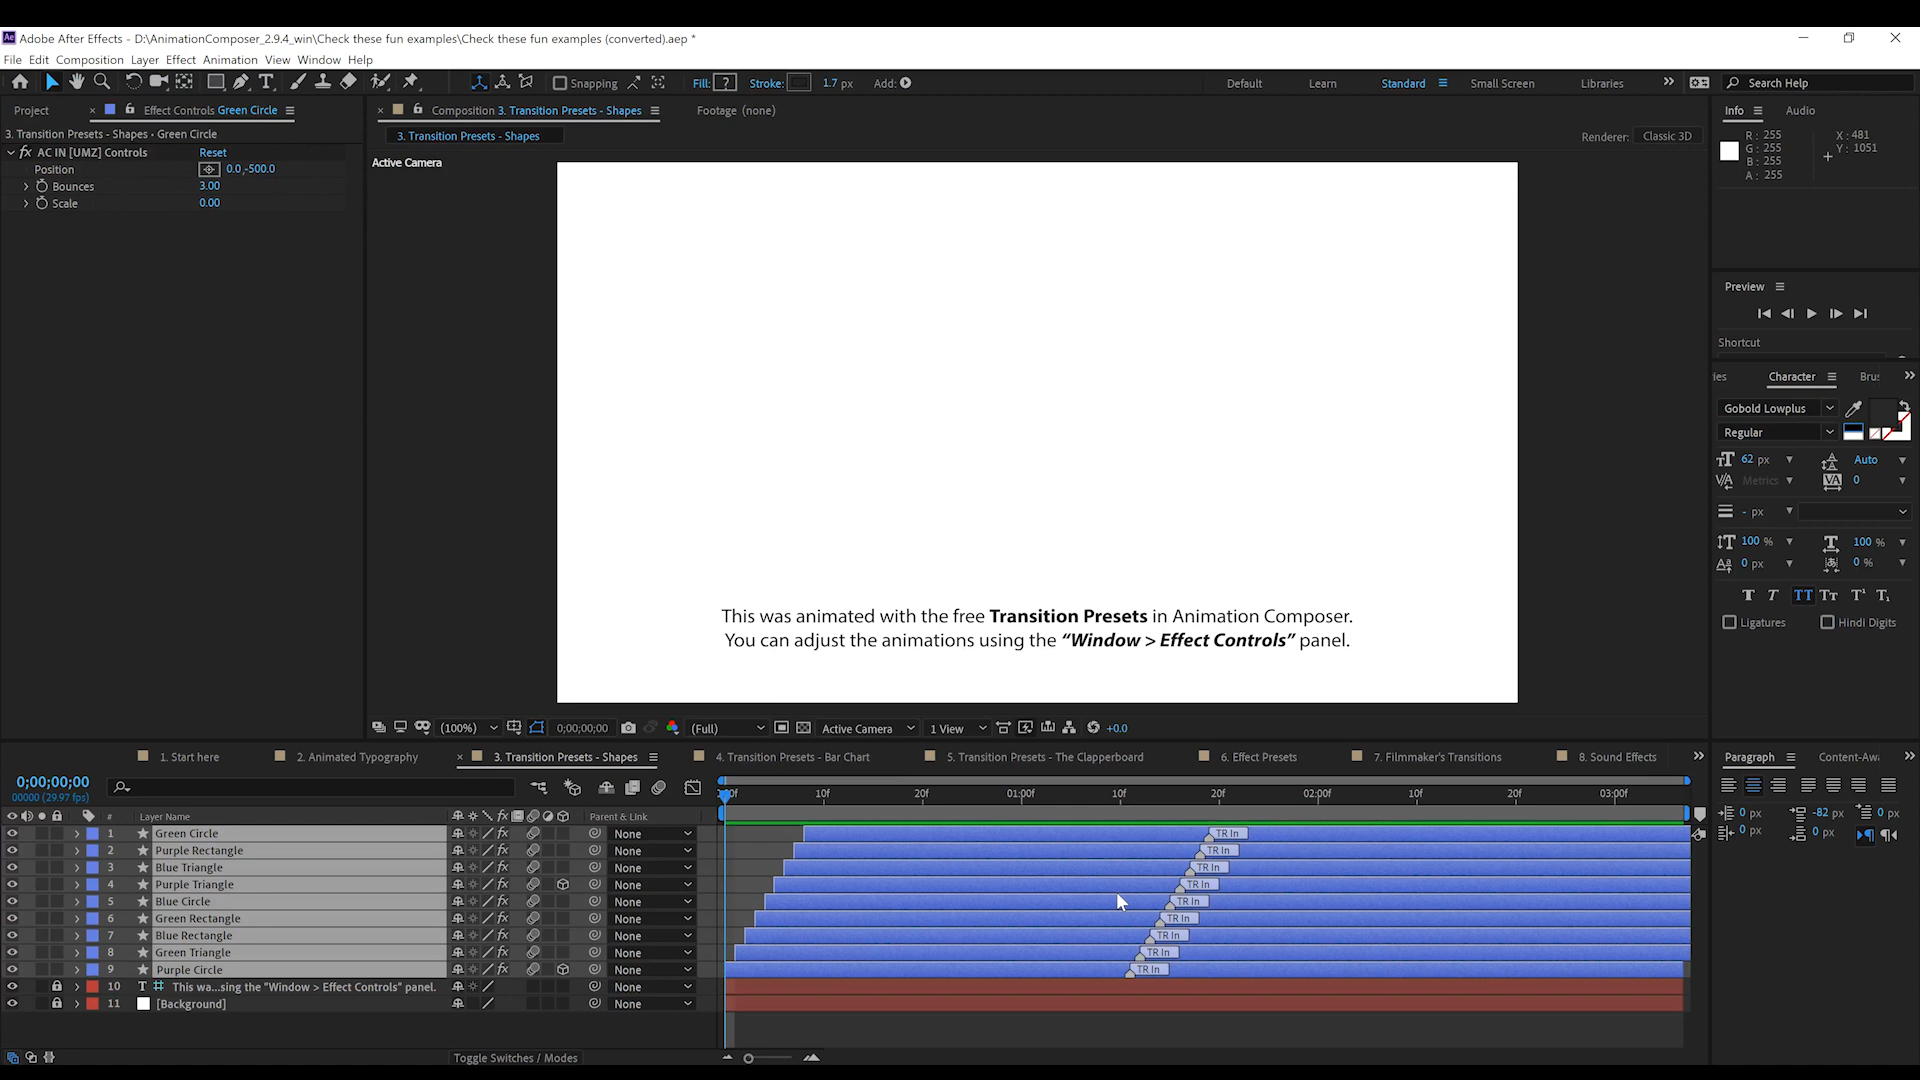 Adobe After Effects - D:\AnimationComposer_2.9.4_win\Check these fun examples\Check these fun examples (converted).aep *
File Edit Composition Layer Effect Animation View Window Help
Snapping Fill: ? Stroke: 1.7 px Add: Default Learn Standard Small Screen Libraries Search Help
Project Effect Controls Green Circle Composition 3. Transition Presets - Shapes Footage (none) Info Audio
3. Transition Presets - Shapes • Green Circle
3. Transition Presets - Shapes Renderer: Classic 3D
R: 255 X: 481
G: 255 Y: 1051
B: 255
A: 255
fx AC IN [UMZ] Controls Reset
Position 0.0,-500.0
Bounces 3.00
Scale 0.00
Active Camera
This was animated with the free Transition Presets in Animation Composer.
You can adjust the animations using the “Window > Effect Controls” panel.
Preview
Shortcut
Character
Gobold Lowplus
Regular
62 px Auto
Metrics 0
- px
100 % 100 %
0 px 0 %
Ligatures Hindi Digits
(100%) 0;00;00;00 (Full) Active Camera 1 View +0.0
1. Start here 2. Animated Typography 3. Transition Presets - Shapes 4. Transition Presets - Bar Chart 5. Transition Presets - The Clapperboard 6. Effect Presets 7. Filmmaker's Transitions 8. Sound Effects
Paragraph Content-Awa
0 px -82 px 0 px
0 px 0 px
0;00;00;00
00000 (29.97 fps)
10f 20f 01:00f 10f 20f 02:00f 10f 20f 03:00f
# Layer Name Parent & Link
1 Green Circle fx None TR In
2 Purple Rectangle fx None TR In
3 Blue Triangle fx None TR In
4 Purple Triangle fx None TR In
5 Blue Circle fx None TR In
6 Green Rectangle fx None TR In
7 Blue Rectangle fx None TR In
8 Green Triangle fx None TR In
9 Purple Circle fx None TR In
10 T This wa...sing the "Window > Effect Controls" panel. None
11 [Background] None
Toggle Switches / Modes